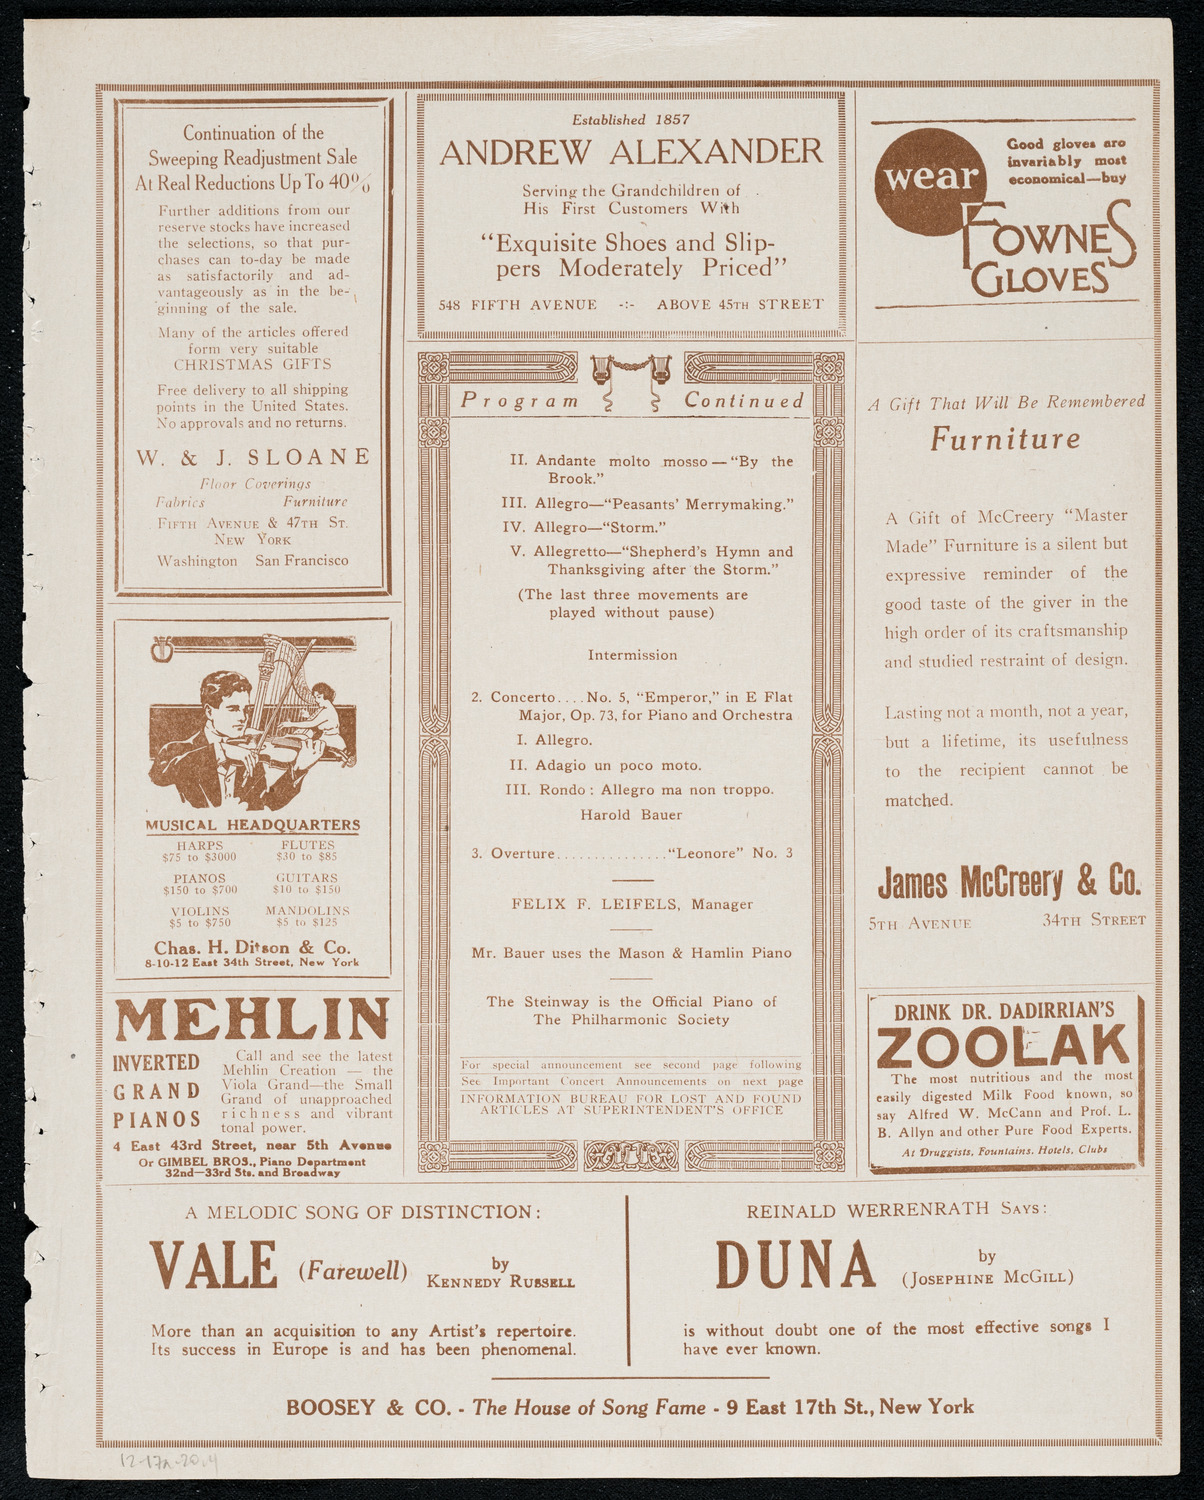 Continuation of the
Sweeping Readjustment Sale
At Real Reductions Up To 40%
Further additions from our
reserve stocks have increased
the selections, so that pur-
chases can to-day be made
as satisfactorily and ad-
vantageously as in the be-
ginning of the sale.
Many of the articles offered
form very suitable
CHRISTMAS GIFTS
Free delivery to all shipping
points in the United States.
No approvals and no returns.
W. & J. SLOANE
Floor Coverings
Fabrics Furniture
FIFTH AVENUE & 47TH ST.
NEW YORK
Washington San Francisco
MUSICAL HEADQUARTERS
HARPS FLUTES
$75 to $3000 $30 to $85
PIANOS GUITARS
$150 to $700 $10 to $150
VIOLINS MANDOLINS
$5 to $750 $5 to $125
Chas. H. Ditson & Co.
8-10-12 East 34th Street, New York
MEHLIN
INVERTED
GRAND
PIANOS
Call and see the latest
Mehlin Creation — the
Viola Grand—the Small
Grand of unapproached
richness and vibrant
tonal power.
4 East 43rd Street, near 5th Avenue
Or GIMBEL BROS., Piano Department
32nd—33rd Sts. and Broadway
Established 1857
ANDREW ALEXANDER
Serving the Grandchildren of
His First Customers With
"Exquisite Shoes and Slip-
pers Moderately Priced"
548 FIFTH AVENUE -:- ABOVE 45TH STREET
Program Continued
II. Andante molto mosso—"By the
Brook."
III. Allegro—"Peasants' Merrymaking."
IV. Allegro—"Storm."
V. Allegretto—"Shepherd's Hymn and
Thanksgiving after the Storm."
(The last three movements are
played without pause)
Intermission
2. Concerto....No. 5, "Emperor," in E Flat
Major, Op. 73, for Piano and Orchestra
I. Allegro.
II. Adagio un poco moto.
III. Rondo: Allegro ma non troppo.
Harold Bauer
3. Overture...............“Leonore” No. 3
FELIX F. LEIFELS, Manager
Mr. Bauer uses the Mason & Hamlin Piano
The Steinway is the Official Piano of
The Philharmonic Society
For special announcement see second page following
See Important Concert Announcements on next page
INFORMATION BUREAU FOR LOST AND FOUND
ARTICLES AT SUPERINTENDENT'S OFFICE
wear
Good gloves are
invariably most
economical—buy
FOWNES
GLOVES
A Gift That Will Be Remembered
Furniture
A Gift of McCreery "Master
Made" Furniture is a silent but
expressive reminder of the
good taste of the giver in the
high order of its craftsmanship
and studied restraint of design.
Lasting not a month, not a year,
but a lifetime, its usefulness
to the recipient cannot be
matched.
James McCreery & Co.
5TH AVENUE 34TH STREET
DRINK DR. DADIRRIAN'S
ZOOLAK
The most nutritious and the most
easily digested Milk Food known, so
say Alfred W. McCann and Prof. L.
B. Allyn and other Pure Food Experts.
At Druggists, Fountains, Hotels, Clubs
A MELODIC SONG OF DISTINCTION:
VALE (Farewell) by
KENNEDY RUSSELL
More than an acquisition to any Artist's repertoire.
Its success in Europe is and has been phenomenal.
REINALD WERRENRATH SAYS:
DUNA by
(JOSEPHINE MCGILL)
is without doubt one of the most effective songs I
have ever known.
BOOSEY & CO. - The House of Song Fame - 9 East 17th St., New York